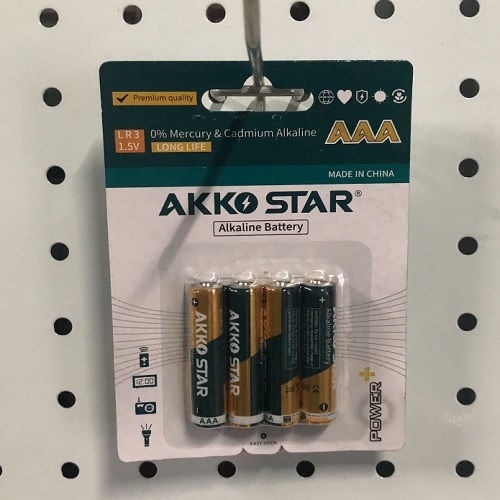 Premium quality
LR3
1.5V
0% Mercury & Cadmium Alkaline
LONG LIFE
AAA
MADE IN CHINA
AKKO STAR®
Alkaline Battery
AKKO STAR
AAA
AKKO STAR
Alkaline Battery
12:00
POWER+
EASY OPEN